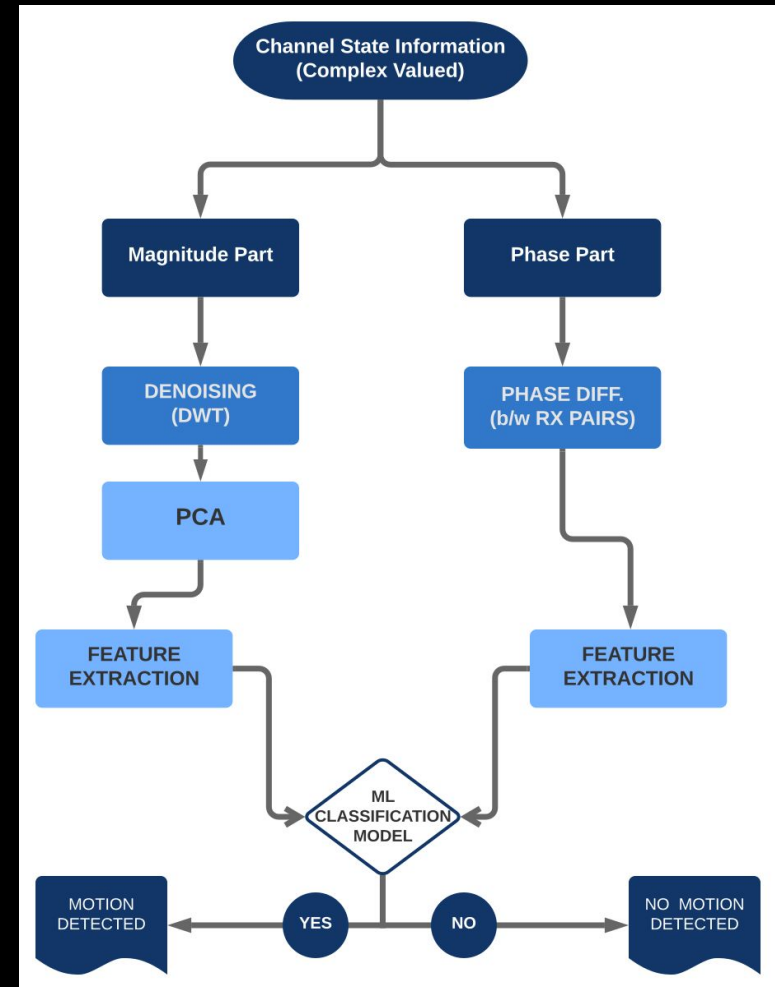 Channel State Information
(Complex Valued)
Magnitude Part
Phase Part
DENOISING
(DWT)
PHASE DIFF.
(b/w RX PAIRS)
PCA
FEATURE
EXTRACTION
FEATURE
EXTRACTION
ML
CLASSIFICATION
MODEL
MOTION
DETECTED
YES
NO
NO MOTION
DETECTED